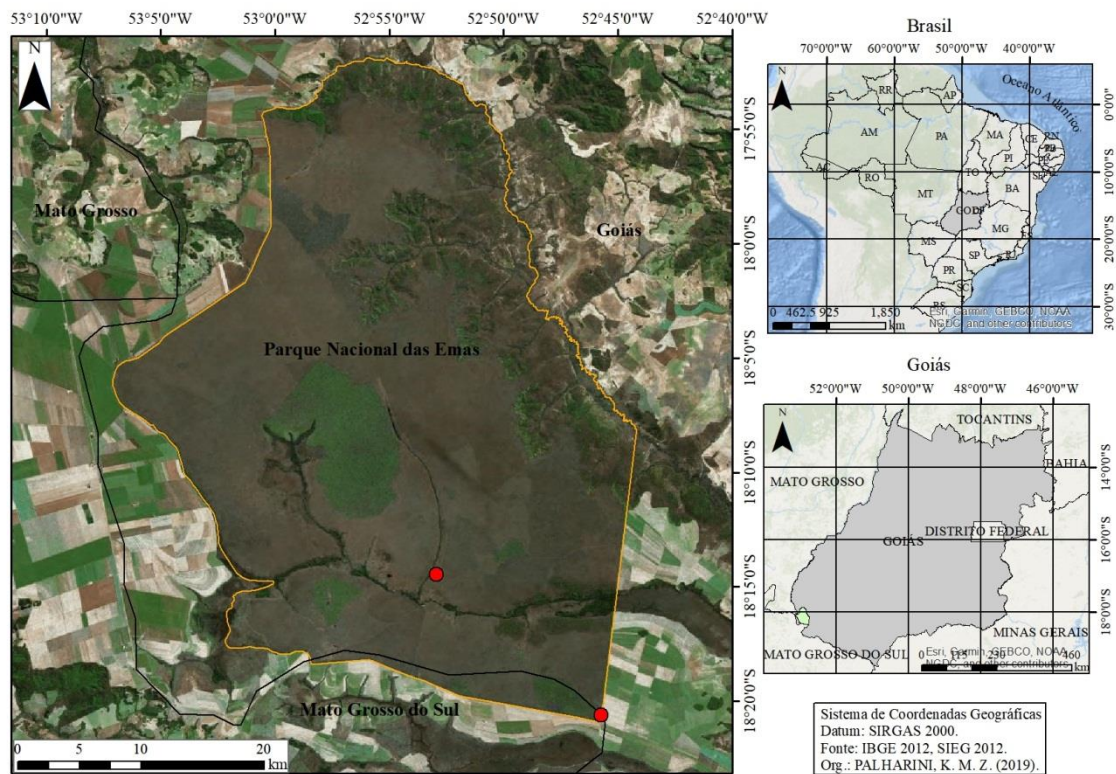 53°10'0"W 53°5'0"W 53°0'0"W 52°55'0"W 52°50'0"W 52°45'0"W 52°40'0"W
N
Mato Grosso
Goiás
Parque Nacional das Emas
Mato Grosso do Sul
0 5 10 20
km
17°55'0"S
18°0'0"S
18°5'0"S
18°10'0"S
18°15'0"S
18°20'0"S
Brasil
70°0'0"W 60°0'0"W 50°0'0"W 40°0'0"W
N
Oceano Atlântico
RR
AP
AM
PA
MA
CE
RN
PB
PI
AC
RO
TO
SE
AL
MT
BA
GO
DF
MG
ES
MS
SP
RJ
PR
SC
RS
0°0'0"
10°0'0"S
20°0'0"S
30°0'0"S
0 462,5 925 1.850
km
Esri, Garmin, GEBCO, NOAA
NGDC, and other contributors
Goiás
52°0'0"W 50°0'0"W 48°0'0"W 46°0'0"W
N
TOCANTINS
BAHIA
MATO GROSSO
DISTRITO FEDERAL
GOIÁS
MINAS GERAIS
MATO GROSSO DO SUL
14°0'0"S
16°0'0"S
18°0'0"S
Esri, Garmin, GEBCO, NOAA
NGDC, and other contributors
0 115 230 460
km
Sistema de Coordenadas Geográficas
Datum: SIRGAS 2000.
Fonte: IBGE 2012, SIEG 2012.
Org.: PALHARINI, K. M. Z. (2019).